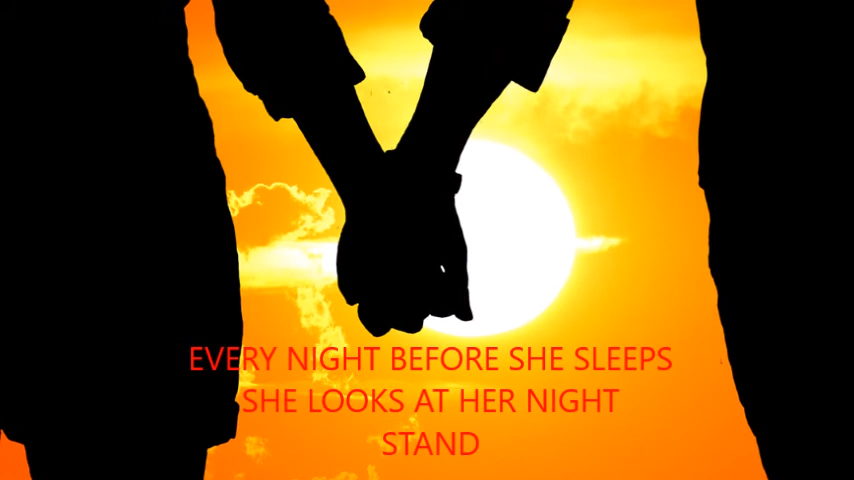 EVERY NIGHT BEFORE SHE SLEEPS
SHE LOOKS AT HER NIGHT
STAND